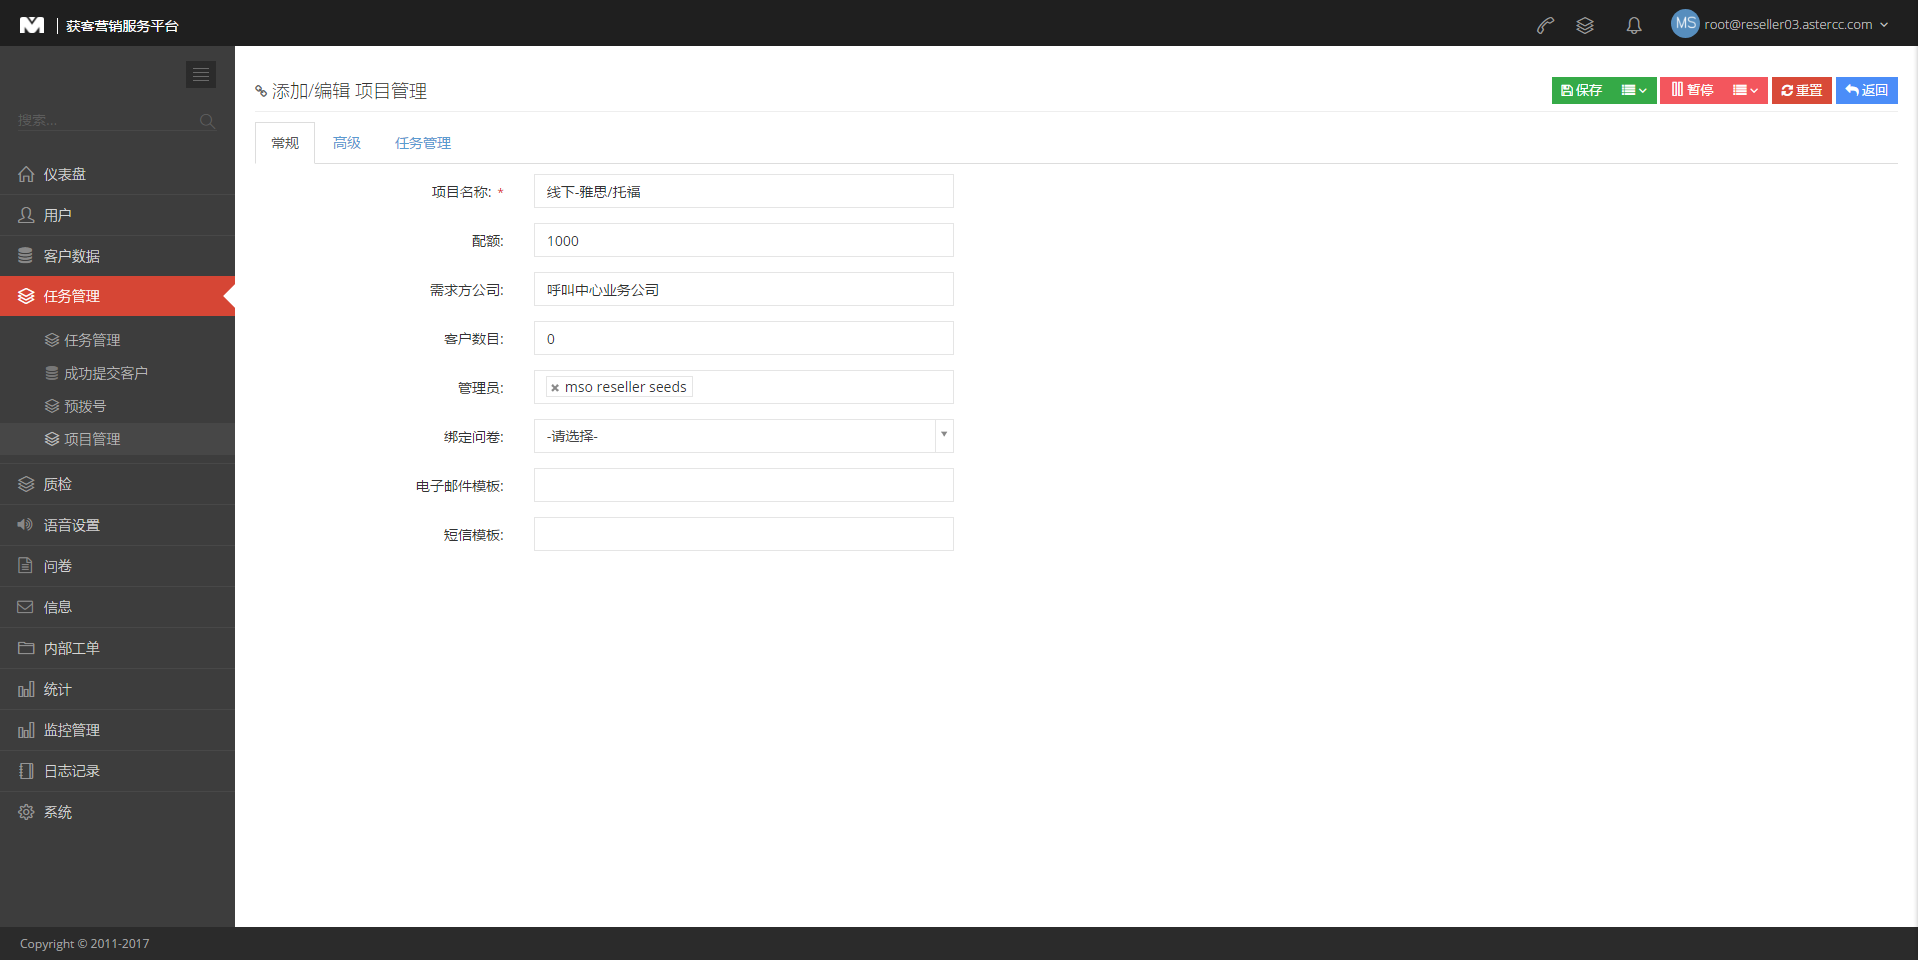 获客营销服务平台
MS root@reseller03.astercc.com
搜索...
仪表盘
用户
客户数据
任务管理
任务管理
成功提交客户
预拨号
项目管理
质检
语音设置
问卷
信息
内部工单
统计
监控管理
日志记录
系统
添加/编辑 项目管理
保存
暂停
重置
返回
常规 高级 任务管理
项目名称: * 线下-雅思/托福
配额: 1000
需求方公司: 呼叫中心业务公司
客户数目: 0
管理员: × mso reseller seeds
绑定问卷: -请选择-
电子邮件模板:
短信模板:
Copyright © 2011-2017